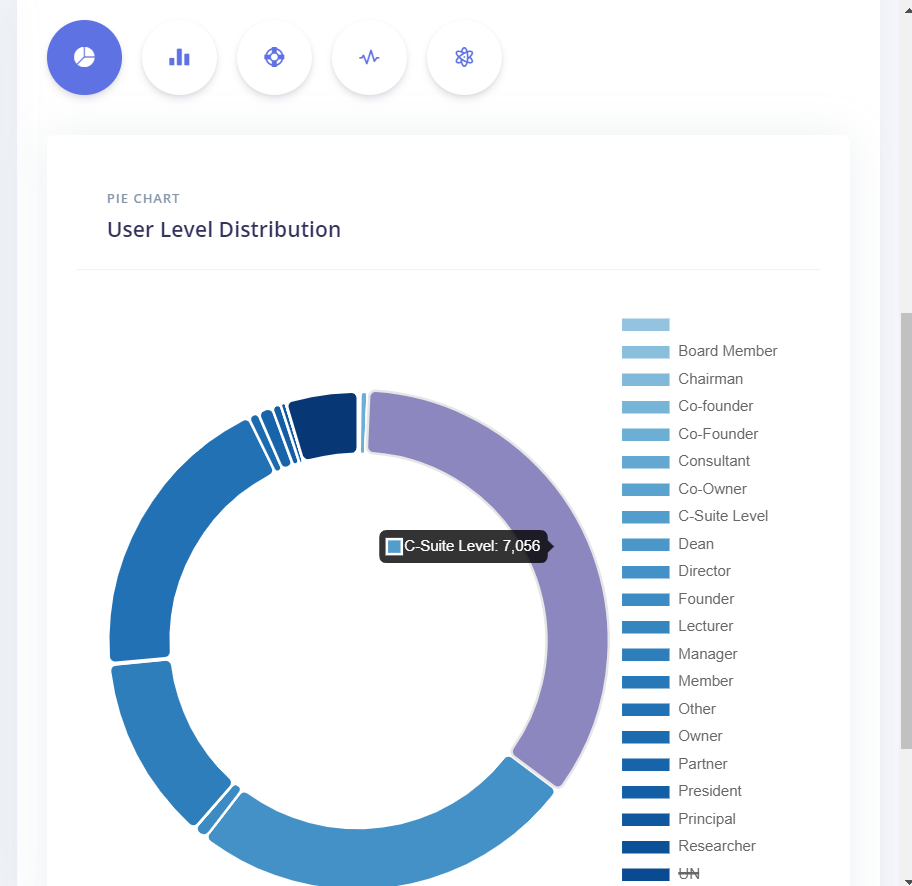 PIE CHART
User Level Distribution
Board Member
Chairman
Co-founder
Co-Founder
Consultant
Co-Owner
C-Suite Level
C-Suite Level: 7,056
Dean
Director
Founder
Lecturer
Manager
Member
Other
Owner
Partner
President
Principal
Researcher
UN